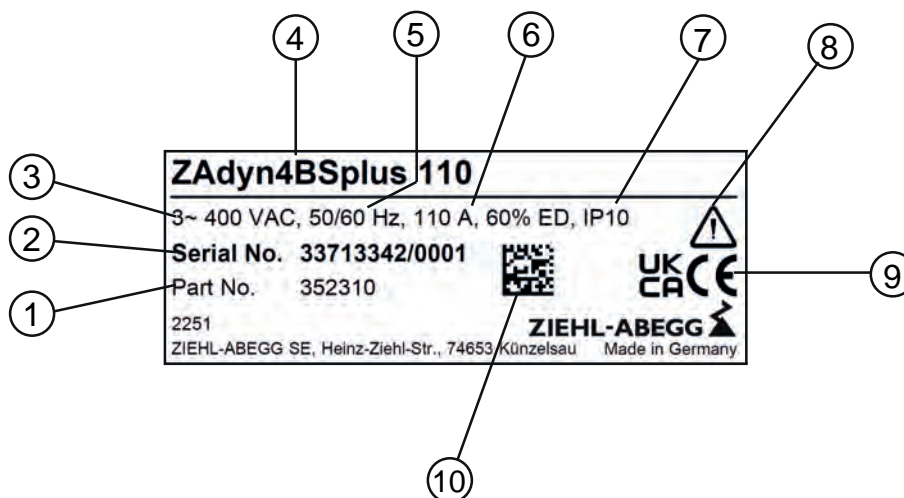 4
5
6
7
8
3
ZAdyn4BSplus 110
3~ 400 VAC, 50/60 Hz, 110 A, 60% ED, IP10
2
Serial No. 33713342/0001
UK CA CE
9
1
Part No. 352310
2251
ZIEHL-ABEGG
ZIEHL-ABEGG SE, Heinz-Ziehl-Str., 74653 Künzelsau Made in Germany
10